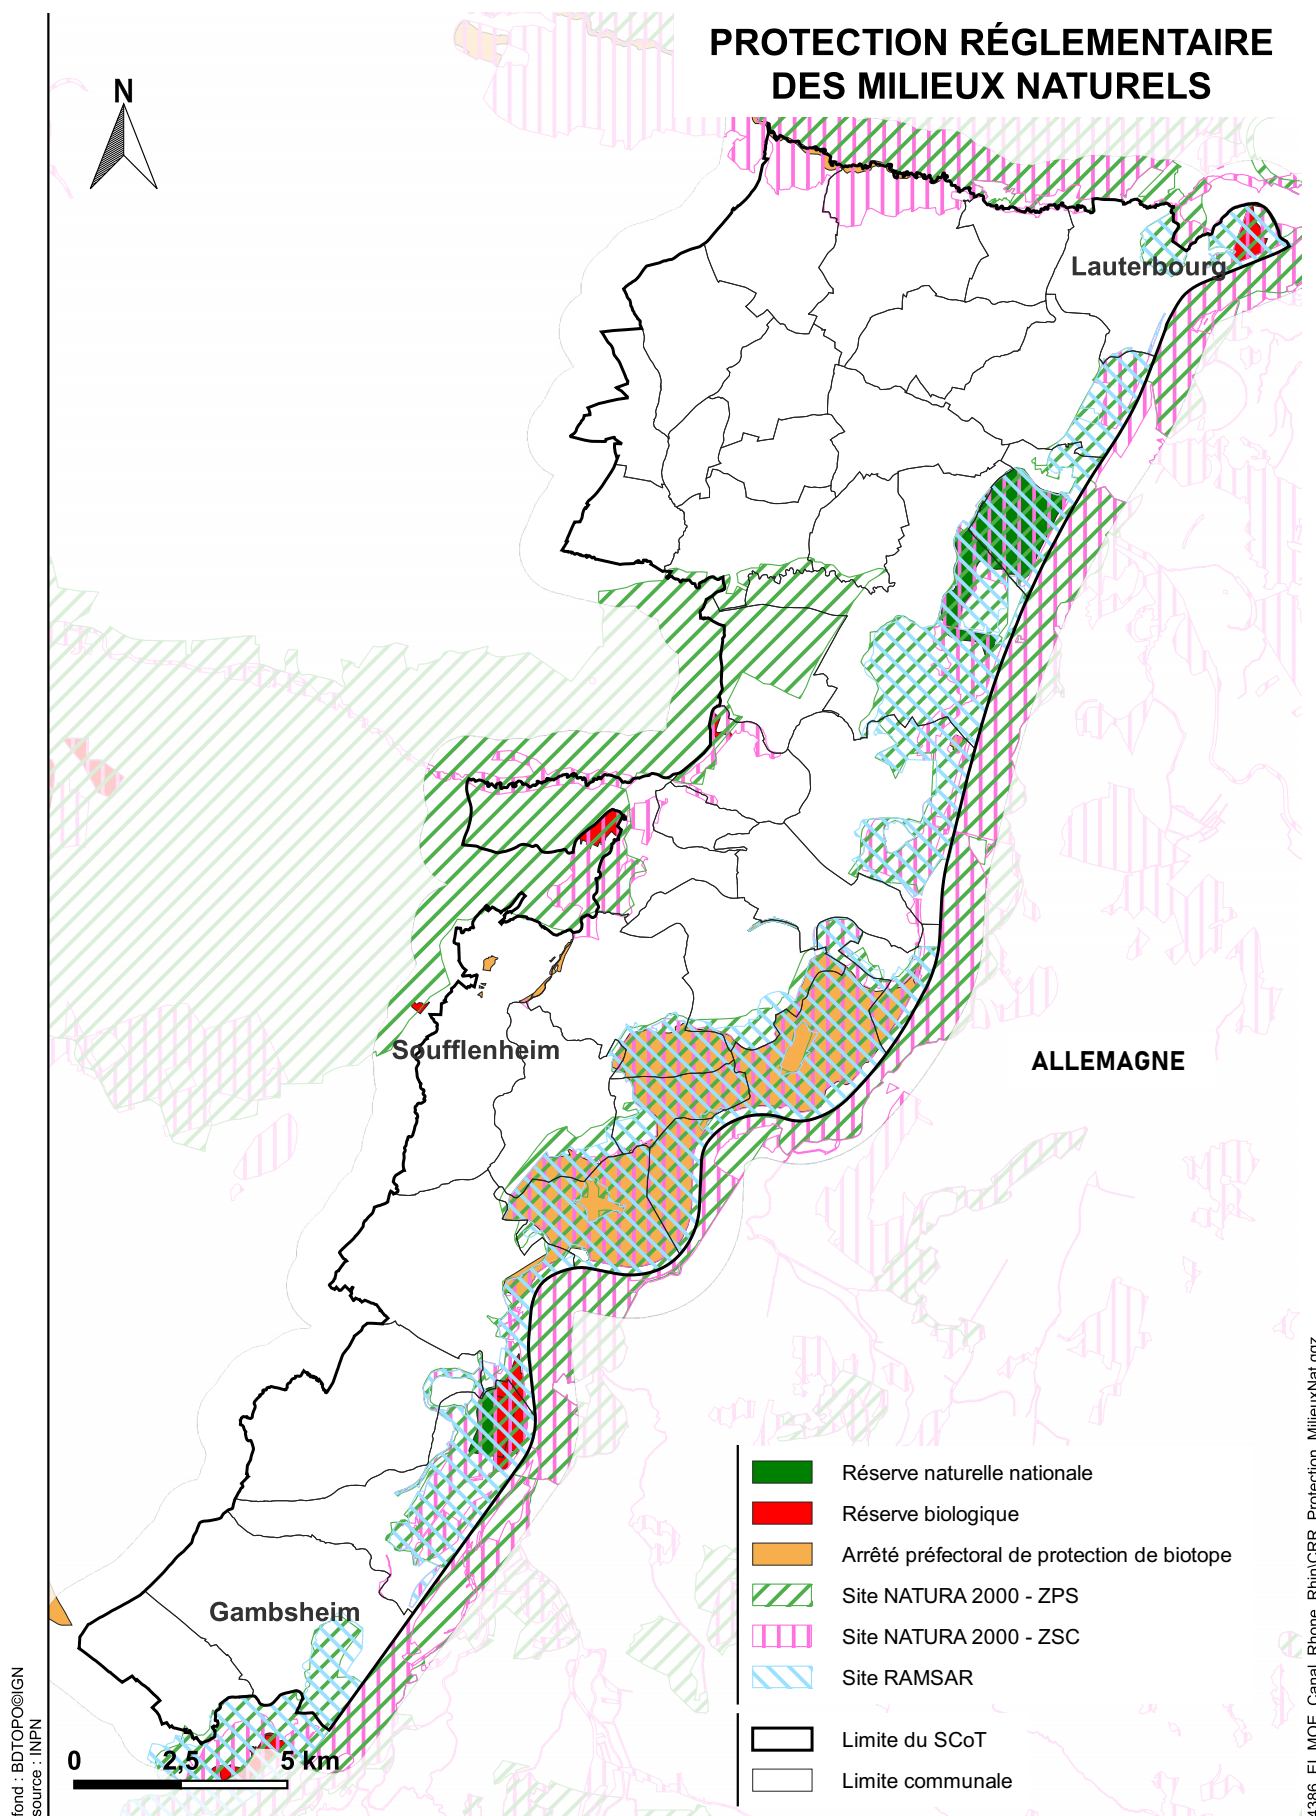 PROTECTION RÉGLEMENTAIRE
DES MILIEUX NATURELS
N
Lauterbourg
Soufflenheim
ALLEMAGNE
Gambsheim
Réserve naturelle nationale
Réserve biologique
Arrêté préfectoral de protection de biotope
Site NATURA 2000 - ZPS
Site NATURA 2000 - ZSC
Site RAMSAR
Limite du SCoT
Limite communale
0 2,5 5 km
fond : BDTOPO©IGN
source : INPN